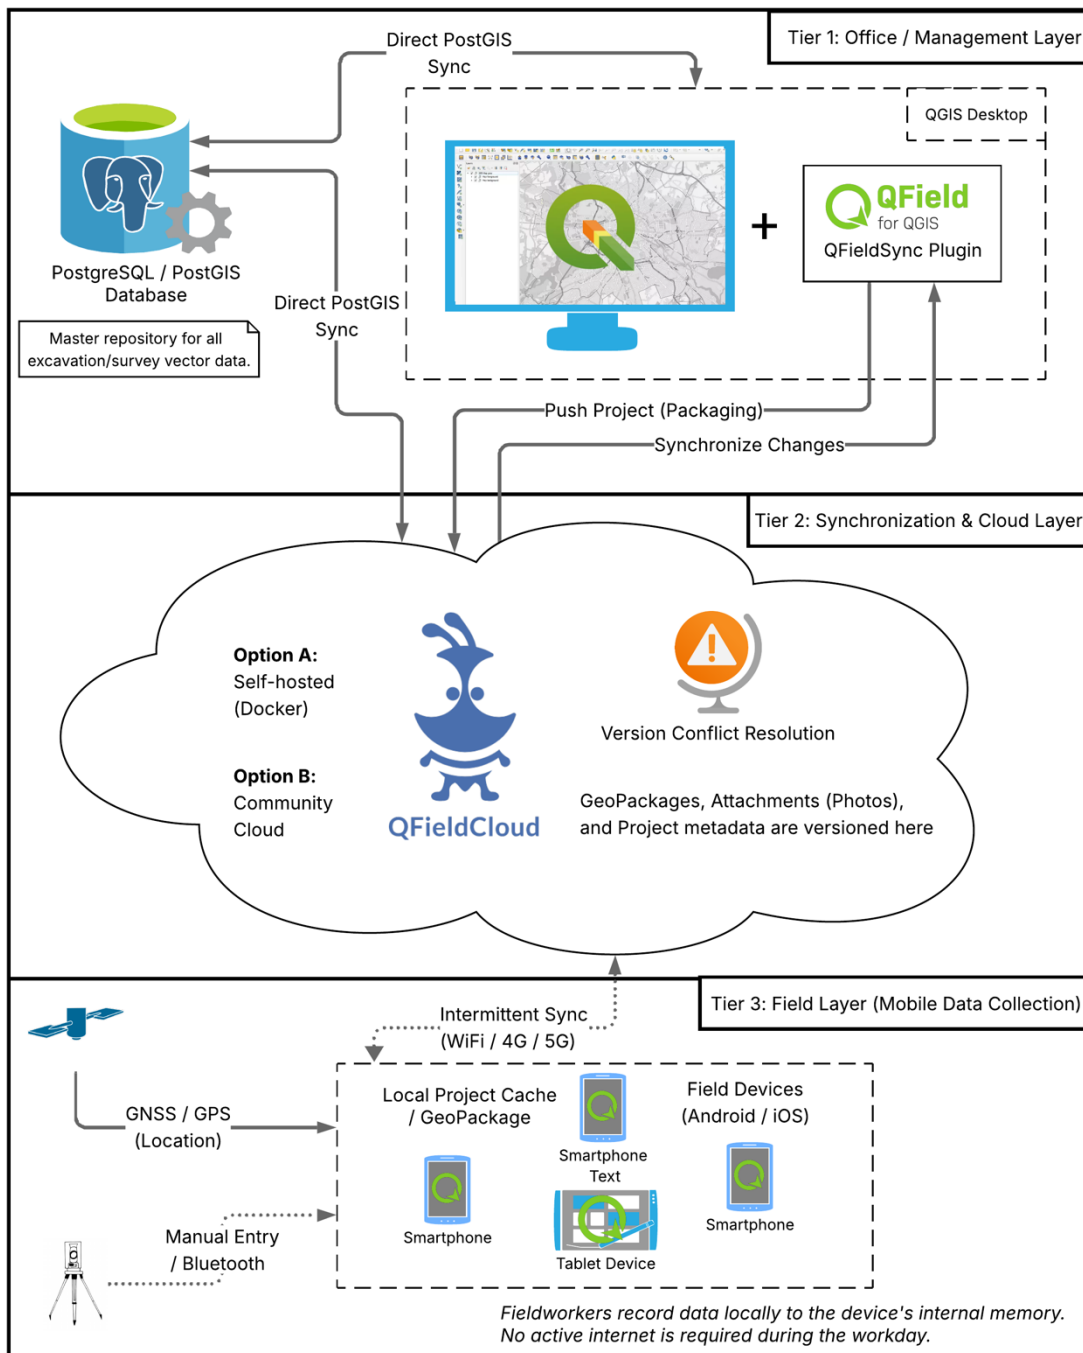 Tier 1: Office / Management Layer
Direct PostGIS
Sync
QGIS Desktop
QField
for QGIS
QFieldSync Plugin
+
PostgreSQL / PostGIS
Database
Master repository for all
excavation/survey vector data.
Direct PostGIS
Sync
Push Project (Packaging)
Synchronize Changes
Tier 2: Synchronization & Cloud Layer
Option A:
Self-hosted
(Docker)
Option B:
Community
Cloud
QFieldCloud
Version Conflict Resolution
GeoPackages, Attachments (Photos),
and Project metadata are versioned here
Tier 3: Field Layer (Mobile Data Collection)
Intermittent Sync
(WiFi / 4G / 5G)
GNSS / GPS
(Location)
Local Project Cache
/ GeoPackage
Field Devices
(Android / iOS)
Smartphone
Text
Smartphone
Smartphone
Tablet Device
Manual Entry
/ Bluetooth
Fieldworkers record data locally to the device's internal memory.
No active internet is required during the workday.